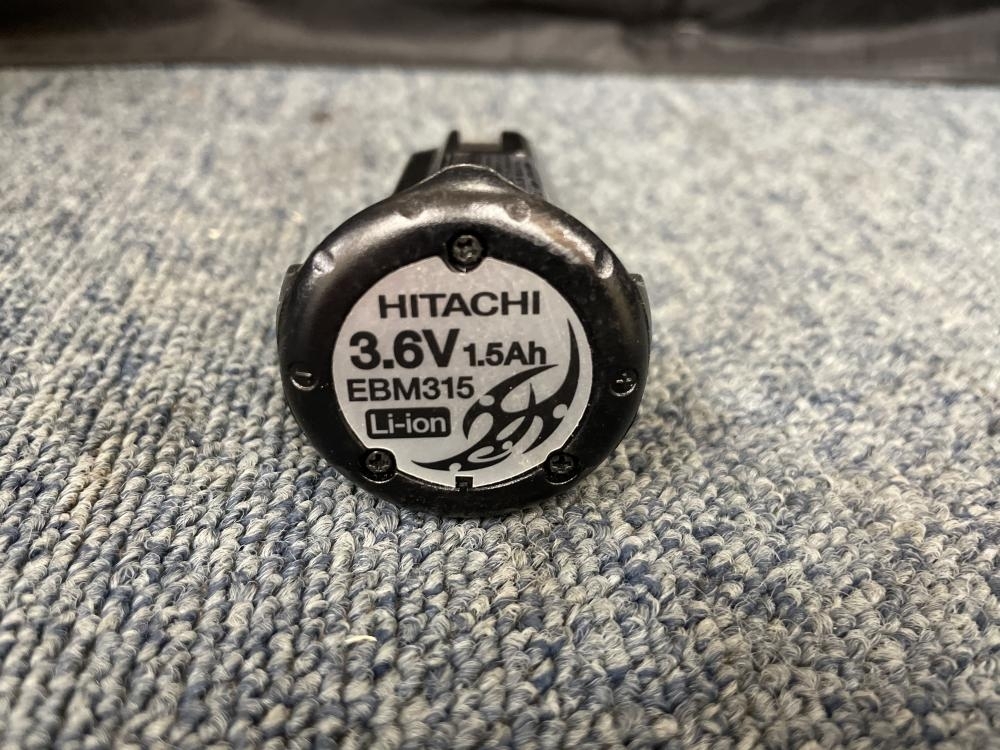 HITACHI
3.6V 1.5Ah
EBM315
Li-ion